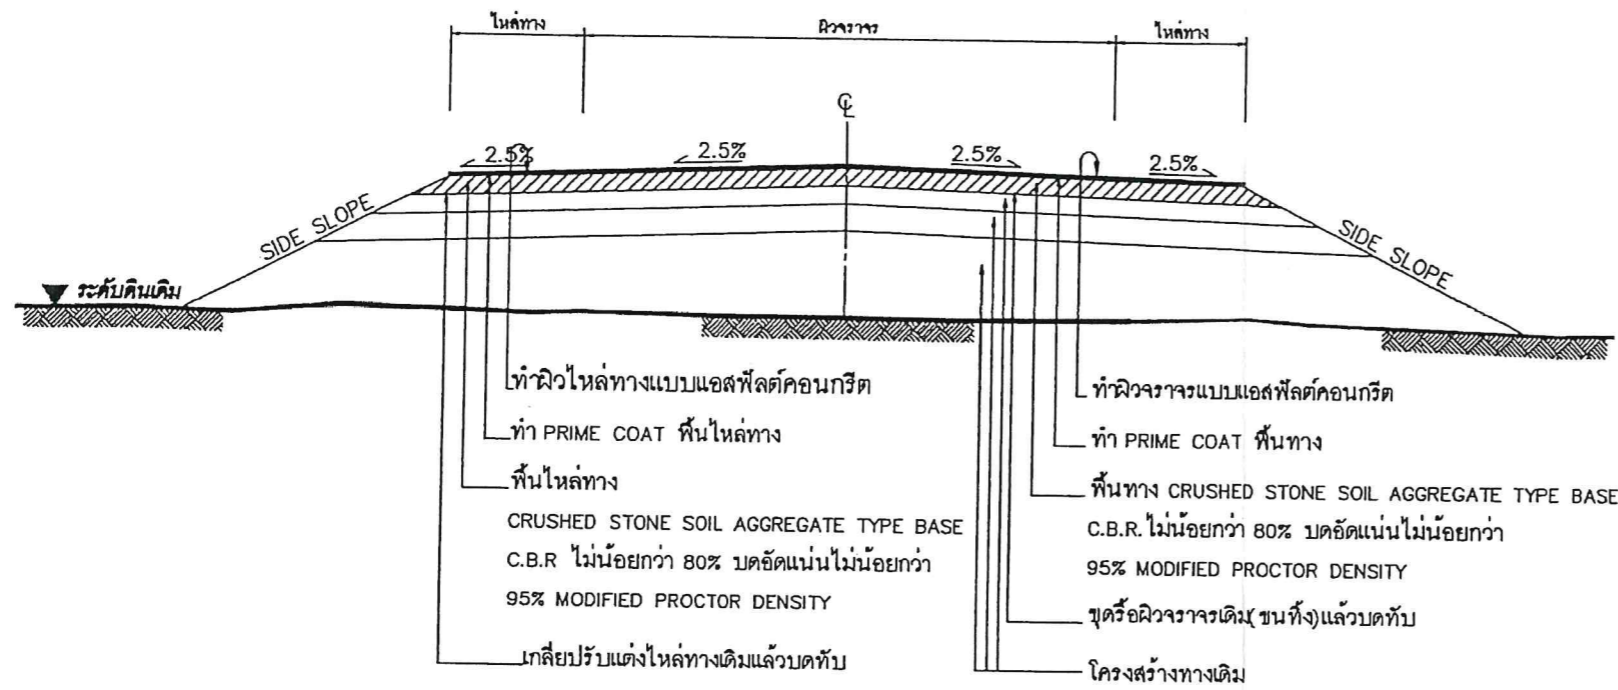 ไหล่ทาง ผิวจราจร ไหล่ทาง
℄
2.5% 2.5% 2.5% 2.5%
SIDE SLOPE SIDE SLOPE
ระดับดินเดิม
ทำผิวไหล่ทางแบบแอสฟัลต์คอนกรีต
ทำ PRIME COAT พื้นไหล่ทาง
พื้นไหล่ทาง
CRUSHED STONE SOIL AGGREGATE TYPE BASE
C.B.R ไม่น้อยกว่า 80% บดอัดแน่นไม่น้อยกว่า
95% MODIFIED PROCTOR DENSITY
เกลี่ยปรับแต่งไหล่ทางเดิมแล้วบดทับ
ทำผิวจราจรแบบแอสฟัลต์คอนกรีต
ทำ PRIME COAT พื้นทาง
พื้นทาง CRUSHED STONE SOIL AGGREGATE TYPE BASE
C.B.R. ไม่น้อยกว่า 80% บดอัดแน่นไม่น้อยกว่า
95% MODIFIED PROCTOR DENSITY
ขุดรื้อผิวจราจรเดิม(ขนทิ้ง)แล้วบดทับ
โครงสร้างทางเดิม